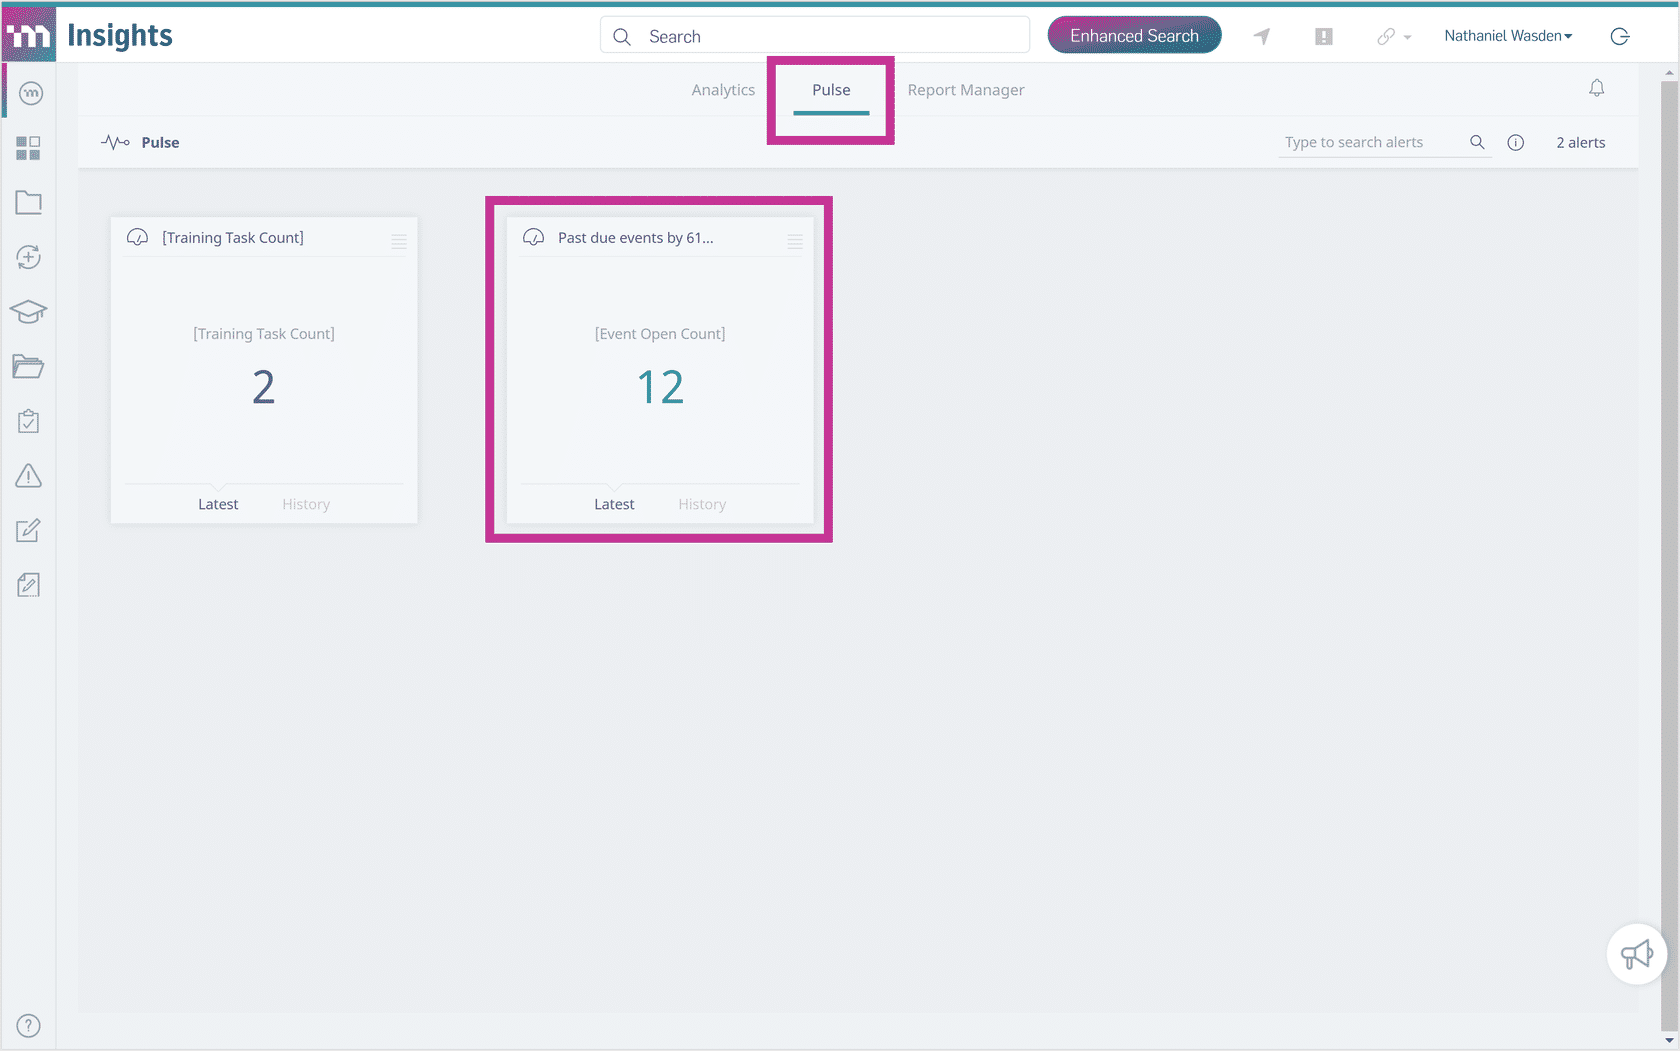 m Insights
Search
Enhanced Search
Nathaniel Wasden
Analytics
Pulse
Report Manager
Pulse
Type to search alerts
2 alerts
[Training Task Count]
[Training Task Count]
2
Latest
History
Past due events by 61...
[Event Open Count]
12
Latest
History